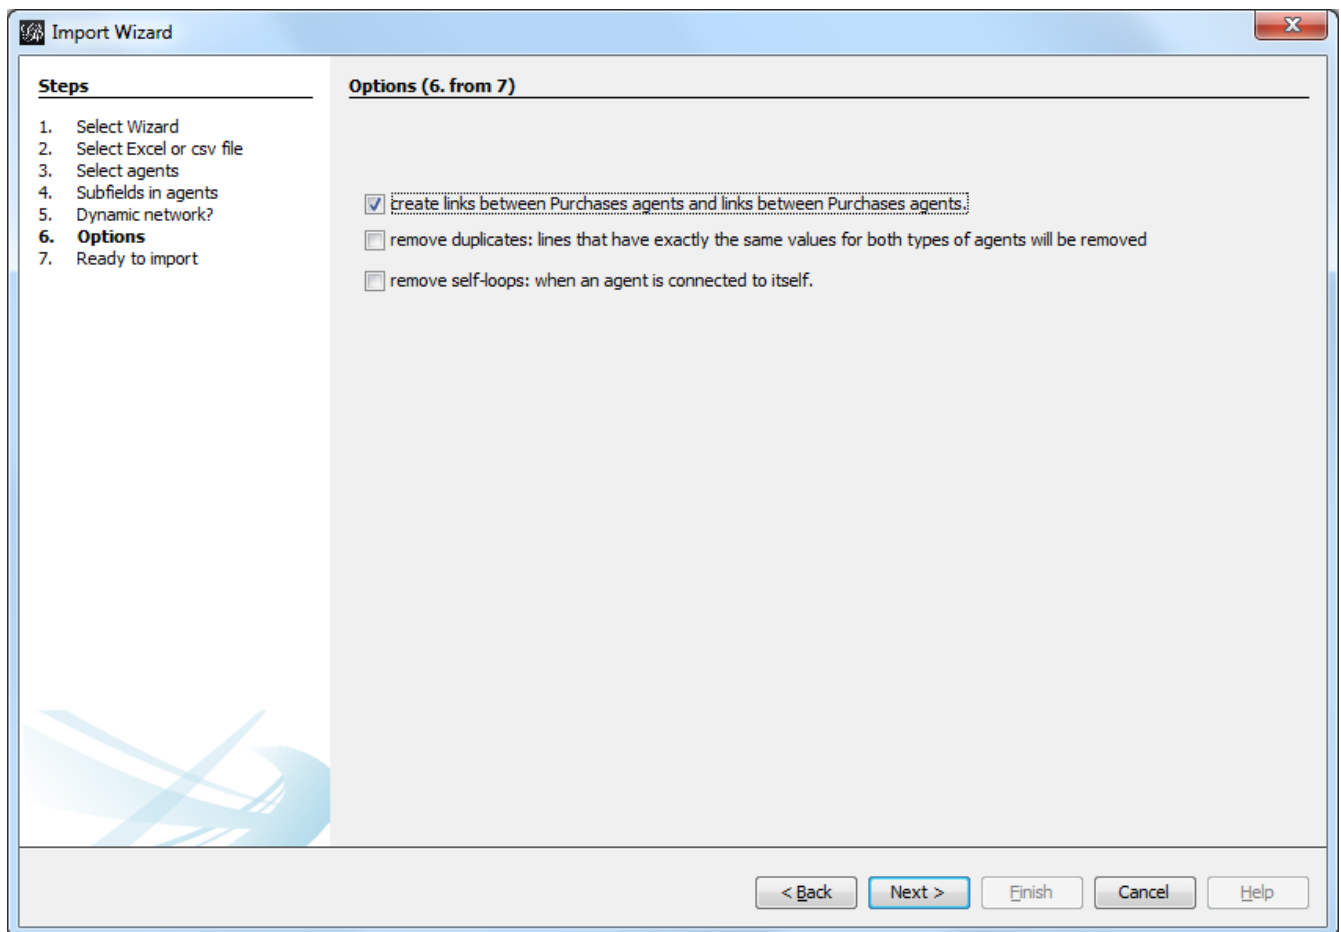 Import Wizard
Steps
1. Select Wizard
2. Select Excel or csv file
3. Select agents
4. Subfields in agents
5. Dynamic network?
6. Options
7. Ready to import
Options (6. from 7)
create links between Purchases agents and links between Purchases agents.
remove duplicates: lines that have exactly the same values for both types of agents will be removed
remove self-loops: when an agent is connected to itself.
< Back Next > Finish Cancel Help